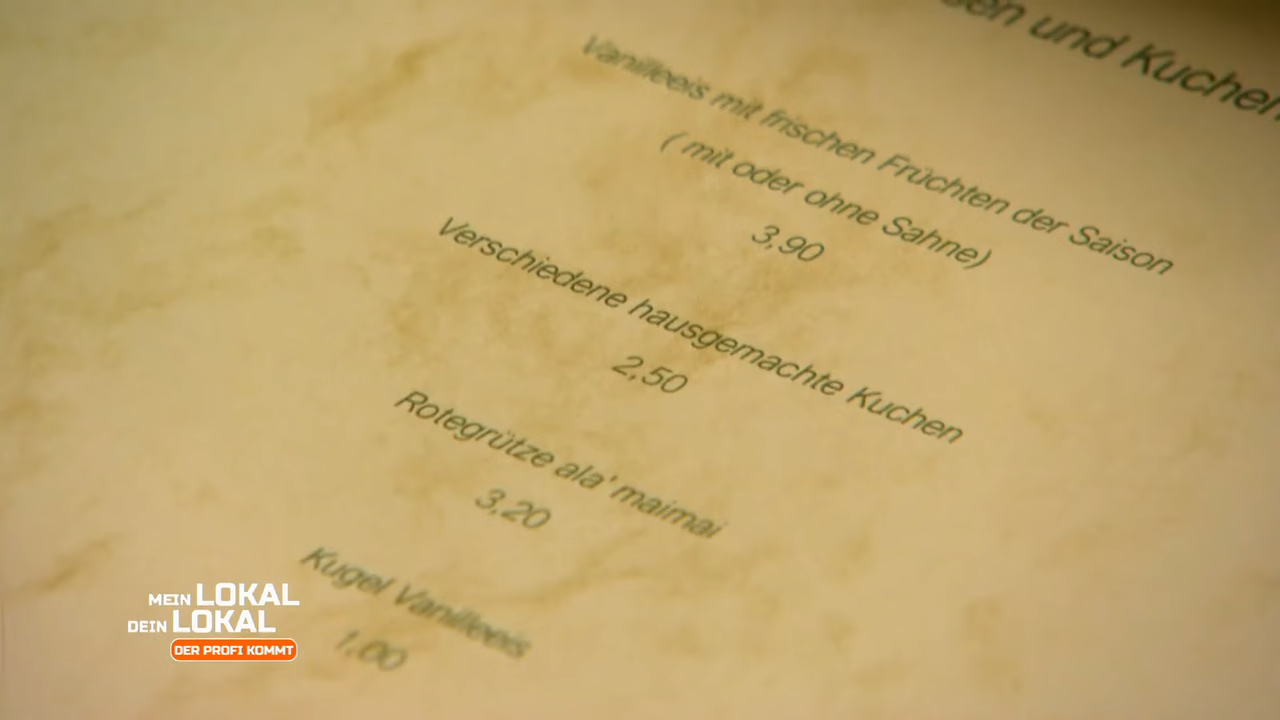 und Kuchen
Vanilleeis mit frischen Früchten der Saison
( mit oder ohne Sahne)
3,90
Verschiedene hausgemachte Kuchen
2,50
Rotegrütze ala' maimai
3,20
Kugel Vanilleeis
1,00
MEIN LOKAL
DEIN LOKAL
DER PROFI KOMMT